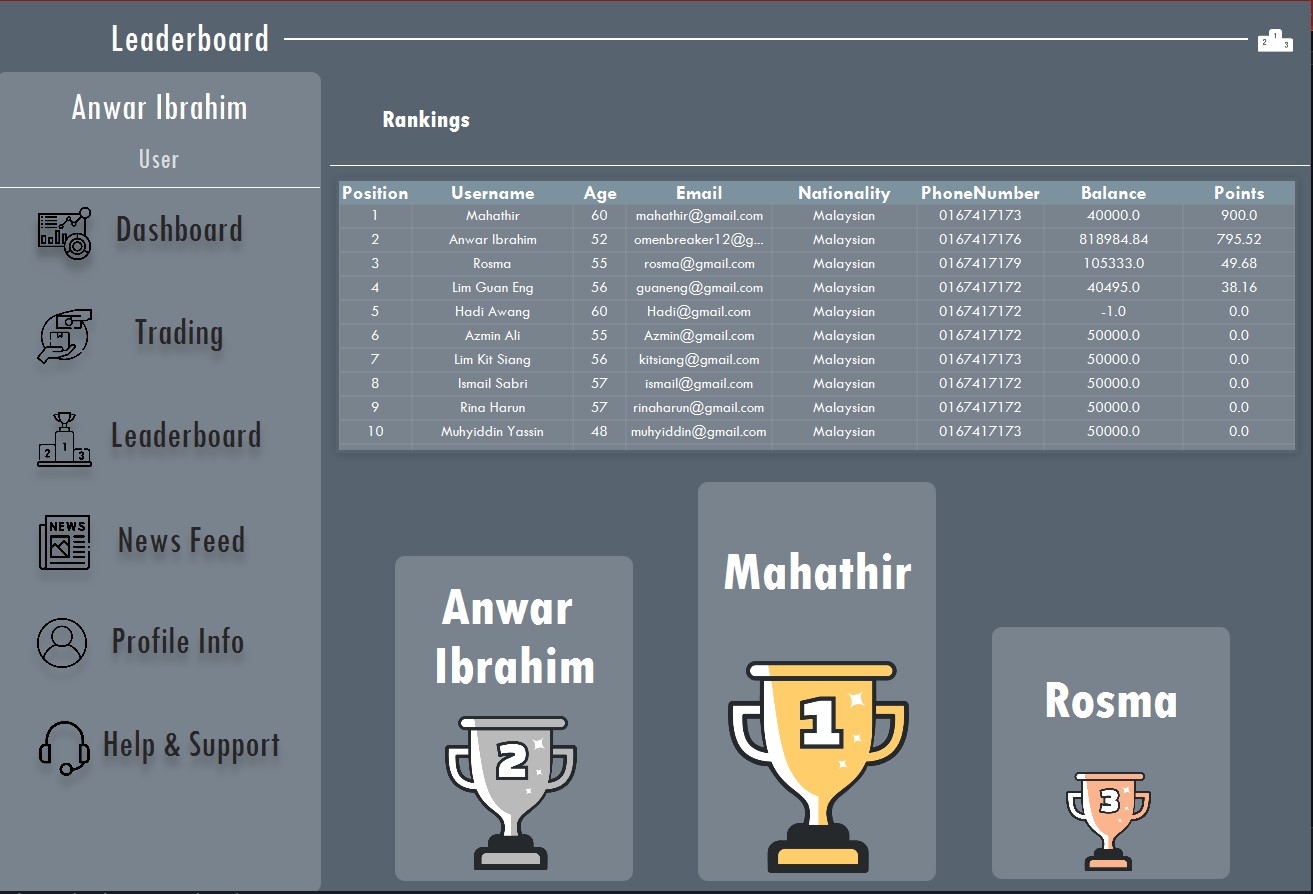 Leaderboard
2 1 3
Anwar Ibrahim
User
Dashboard
Trading
2 1 3
Leaderboard
NEWS
News Feed
Profile Info
Help & Support
Rankings
Position Username Age Email Nationality PhoneNumber Balance Points
1 Mahathir 60 mahathir@gmail.com Malaysian 0167417173 40000.0 900.0
2 Anwar Ibrahim 52 omenbreaker12@g... Malaysian 0167417176 818984.84 795.52
3 Rosma 55 rosma@gmail.com Malaysian 0167417179 105333.0 49.68
4 Lim Guan Eng 56 guaneng@gmail.com Malaysian 0167417172 40495.0 38.16
5 Hadi Awang 60 Hadi@gmail.com Malaysian 0167417172 -1.0 0.0
6 Azmin Ali 55 Azmin@gmail.com Malaysian 0167417172 50000.0 0.0
7 Lim Kit Siang 56 kitsiang@gmail.com Malaysian 0167417173 50000.0 0.0
8 Ismail Sabri 57 ismail@gmail.com Malaysian 0167417172 50000.0 0.0
9 Rina Harun 57 rinaharun@gmail.com Malaysian 0167417172 50000.0 0.0
10 Muhyiddin Yassin 48 muhyiddin@gmail.com Malaysian 0167417173 50000.0 0.0
Anwar
Ibrahim
2
Mahathir
1
Rosma
3